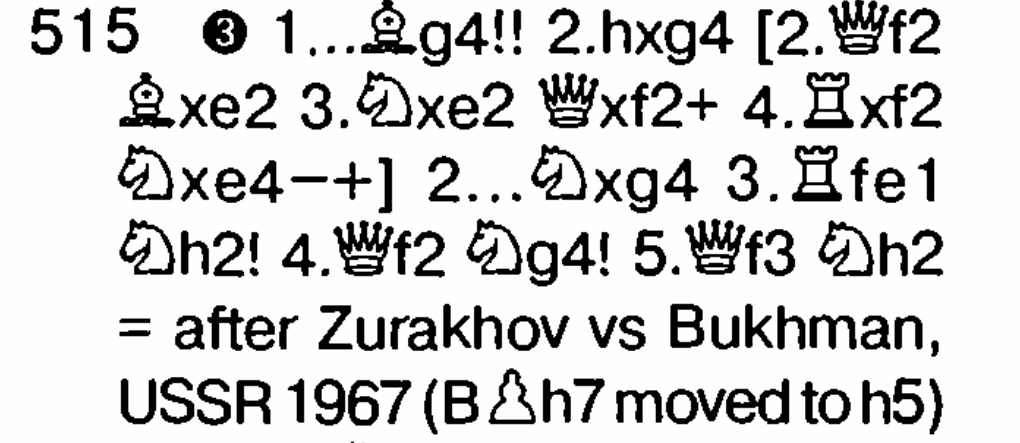 515 ❸ 1...♗g4!! 2.hxg4 [2.♕f2
♗xe2 3.♘xe2 ♕xf2+ 4.♖xf2
♘xe4−+] 2...♘xg4 3.♖fe1
♘h2! 4.♕f2 ♘g4! 5.♕f3 ♘h2
= after Zurakhov vs Bukhman,
USSR 1967 (B♙h7 moved to h5)